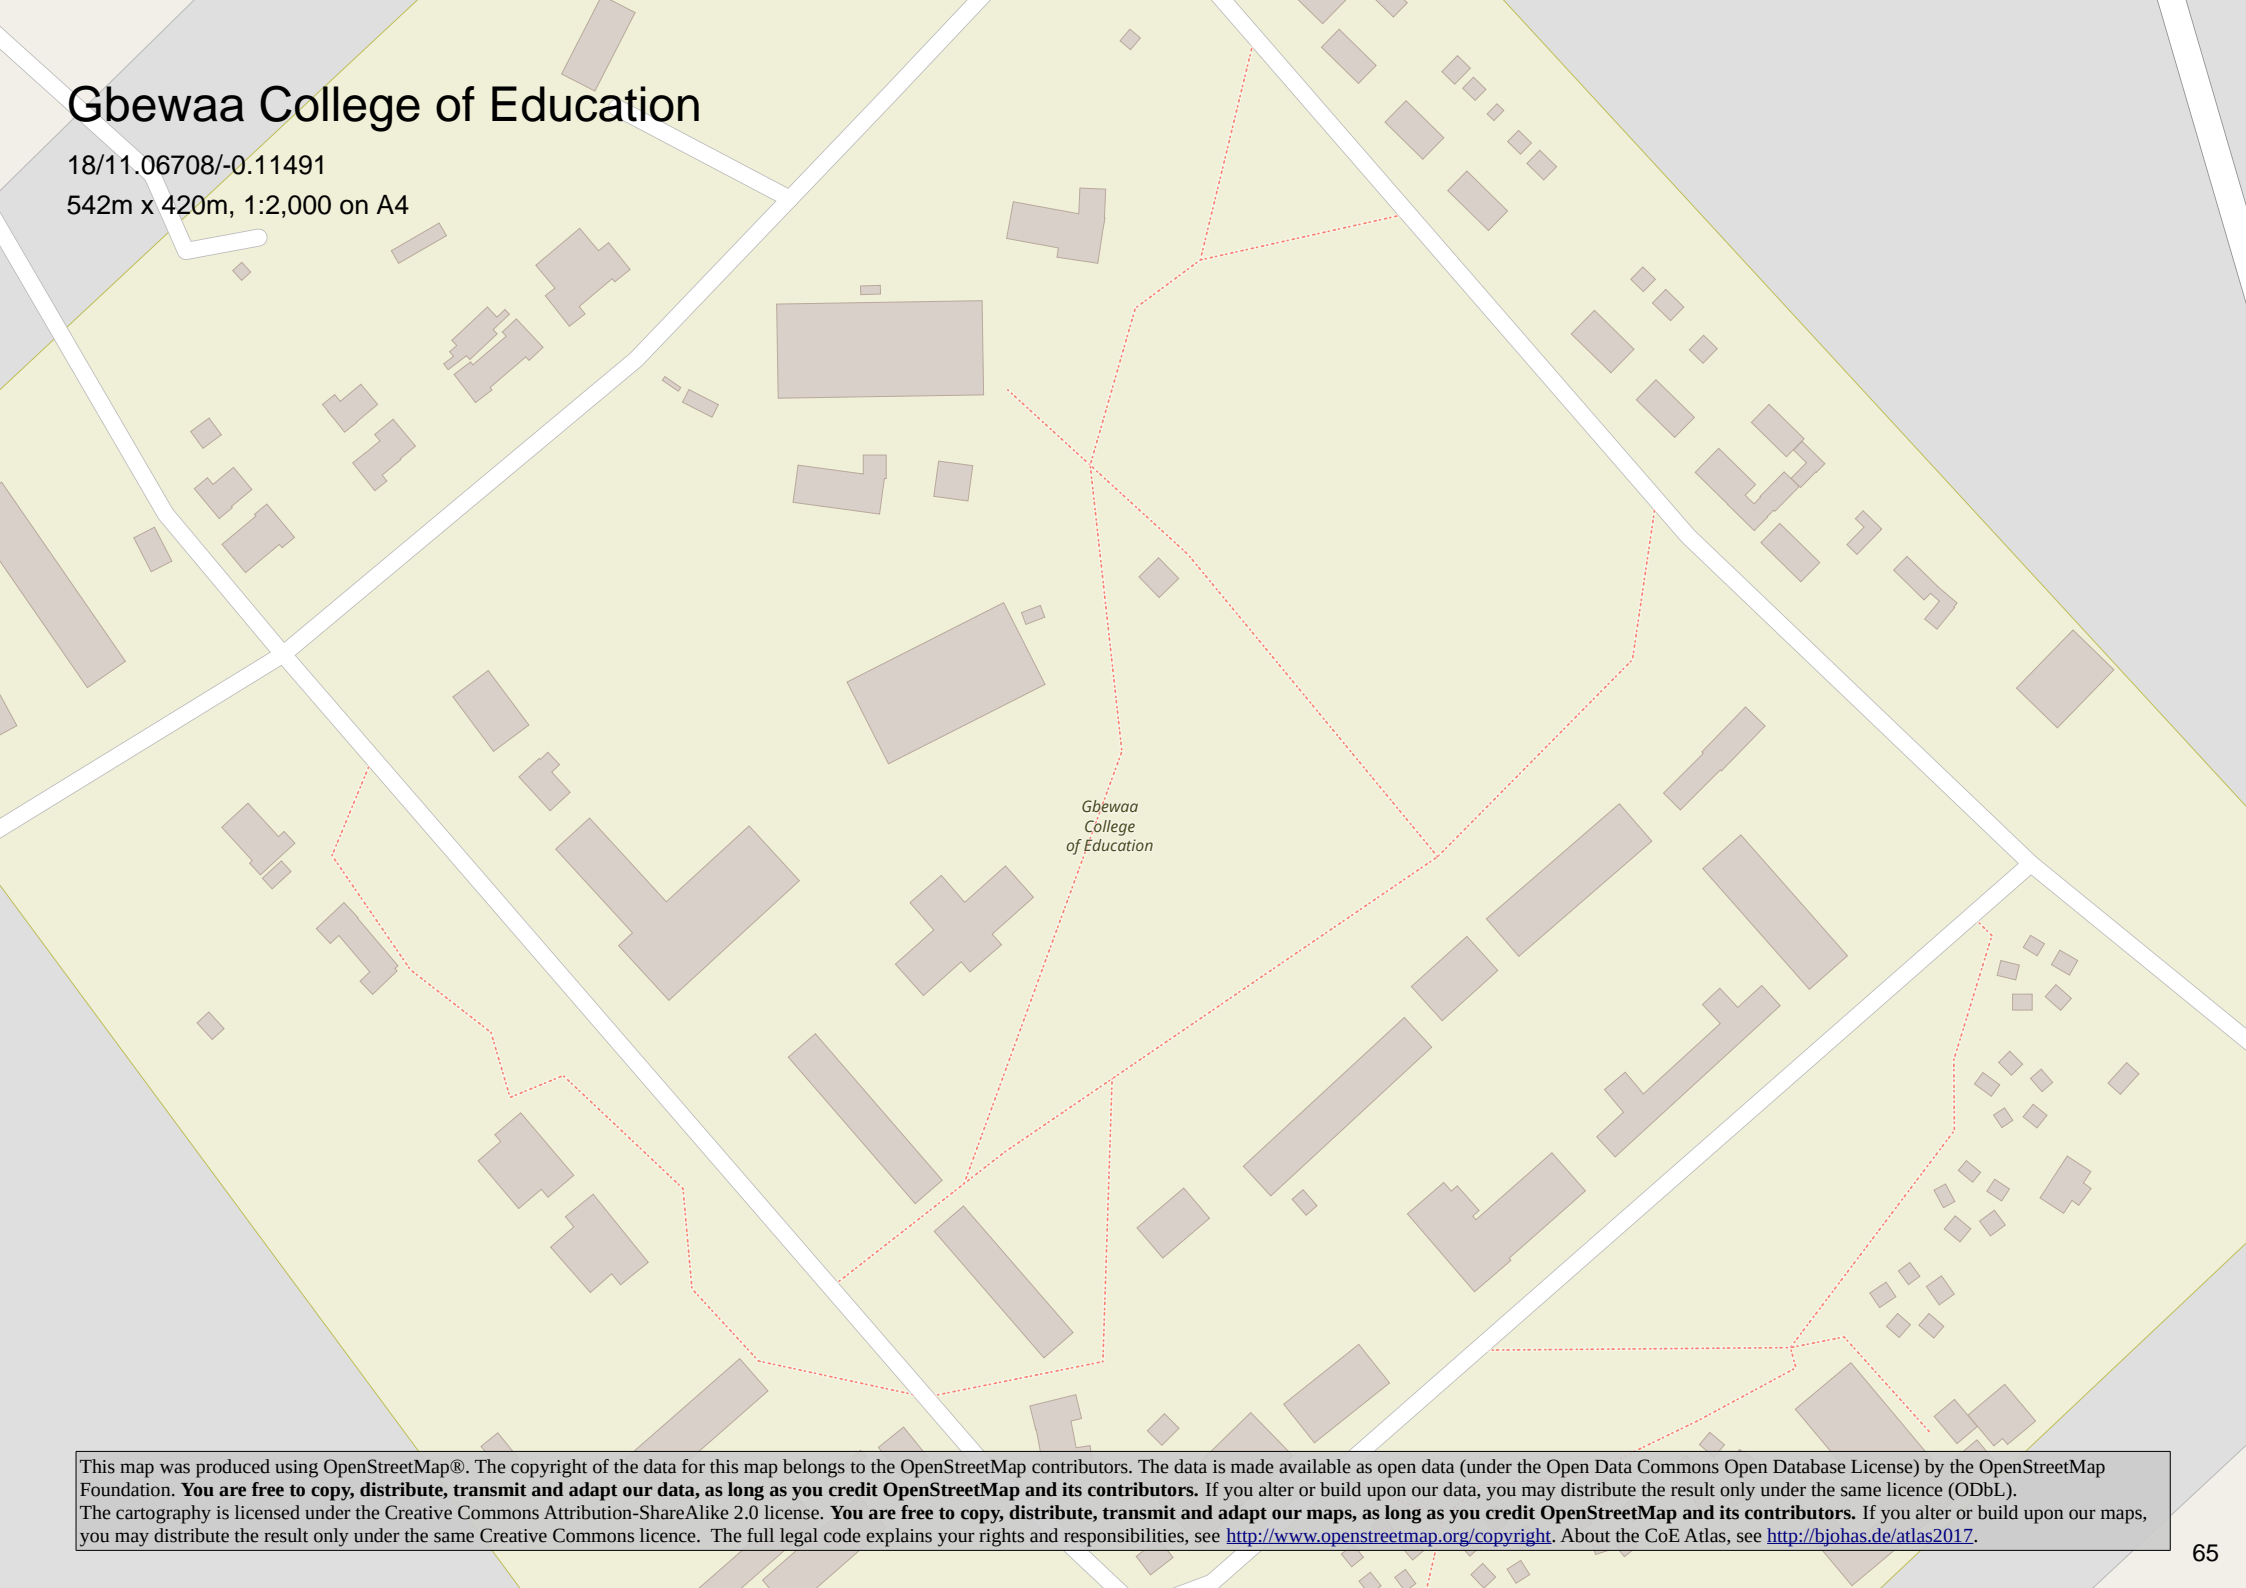 Gbewaa College of Education
18/11.06708/-0.11491
542m x 420m, 1:2,000 on A4
Gbewaa
College
of Education
This map was produced using OpenStreetMap®. The copyright of the data for this map belongs to the OpenStreetMap contributors. The data is made available as open data (under the Open Data Commons Open Database License) by the OpenStreetMap
Foundation. You are free to copy, distribute, transmit and adapt our data, as long as you credit OpenStreetMap and its contributors. If you alter or build upon our data, you may distribute the result only under the same licence (ODbL).
The cartography is licensed under the Creative Commons Attribution-ShareAlike 2.0 license. You are free to copy, distribute, transmit and adapt our maps, as long as you credit OpenStreetMap and its contributors. If you alter or build upon our maps,
you may distribute the result only under the same Creative Commons licence. The full legal code explains your rights and responsibilities, see http://www.openstreetmap.org/copyright. About the CoE Atlas, see http://bjohas.de/atlas2017.
65